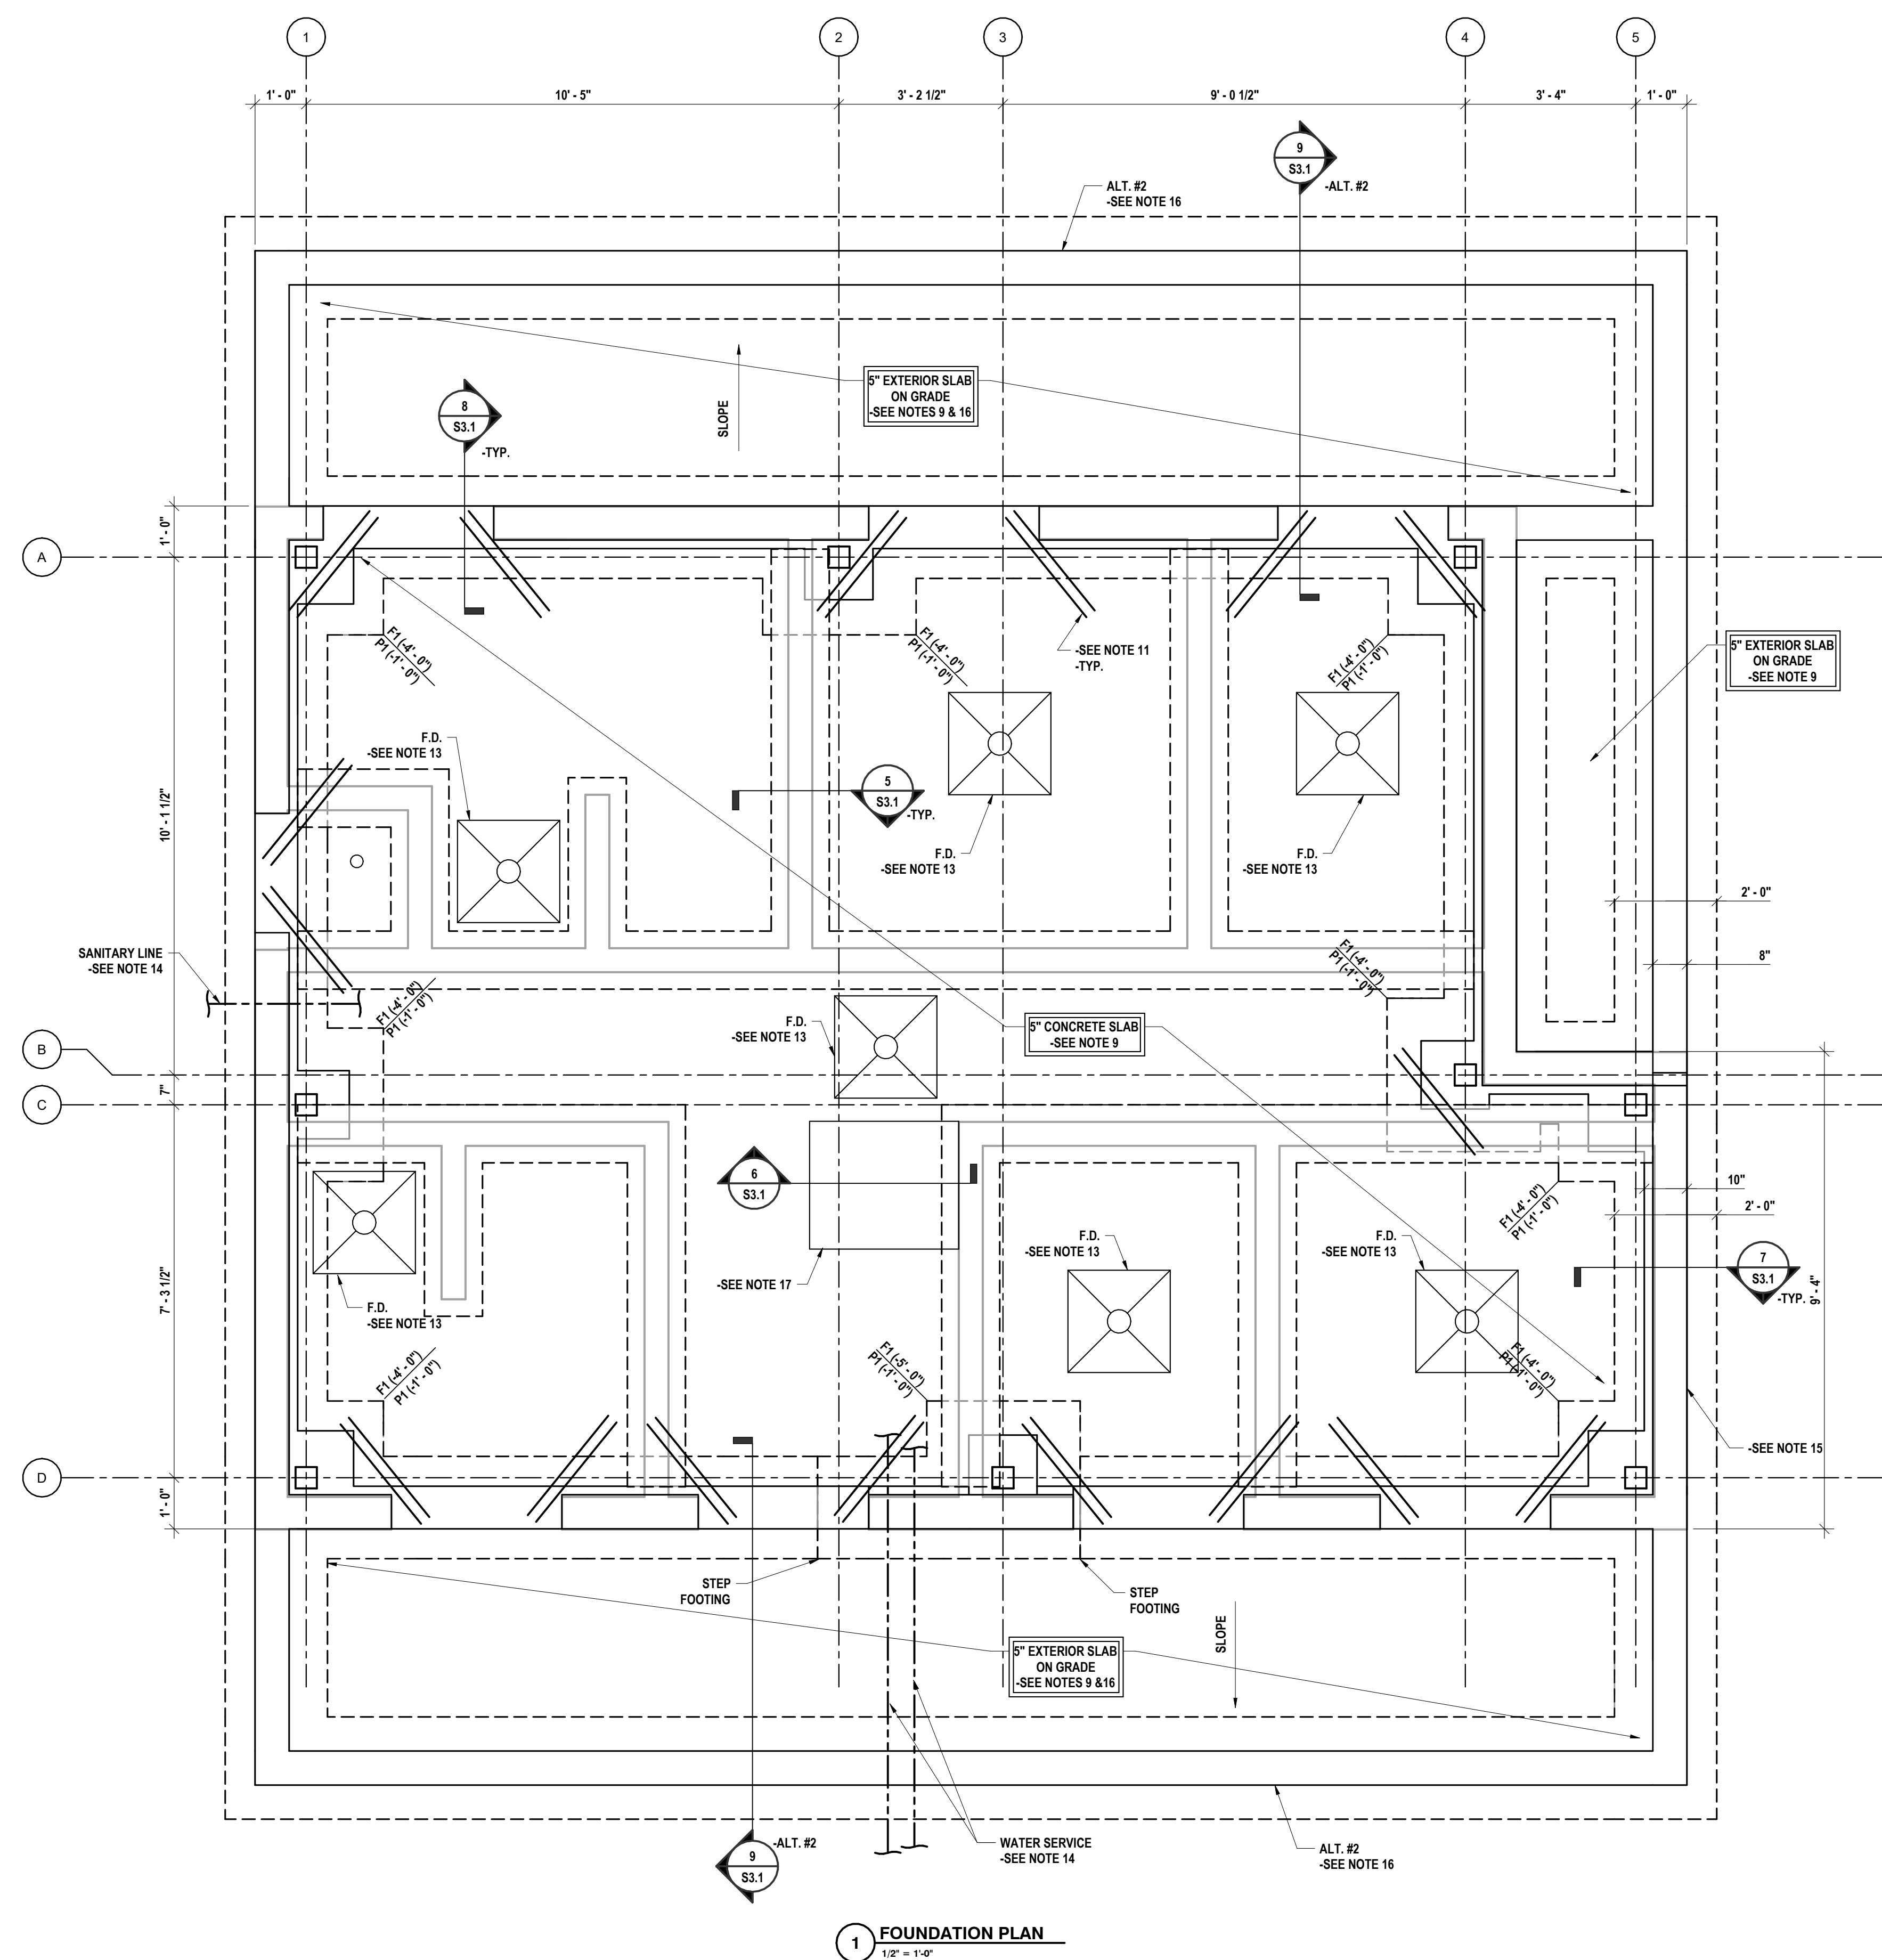 1
2
3
4
5
1' - 0"
10' - 5"
3' - 2 1/2"
9' - 0 1/2"
3' - 4"
1' - 0"
9
S3.1
-ALT. #2
ALT. #2
-SEE NOTE 16
5" EXTERIOR SLAB
ON GRADE
-SEE NOTES 9 & 16
SLOPE
8
S3.1
-TYP.
1' - 0"
A
F1 (-4' - 0")
P1 (-1' - 0")
F1 (-4' - 0")
P1 (-1' - 0")
-SEE NOTE 11
-TYP.
F1 (-4' - 0")
P1 (-1' - 0")
5" EXTERIOR SLAB
ON GRADE
-SEE NOTE 9
F.D.
-SEE NOTE 13
5
S3.1
-TYP.
10' - 1 1/2"
F.D.
-SEE NOTE 13
F.D.
-SEE NOTE 13
2' - 0"
SANITARY LINE
-SEE NOTE 14
F1 (-4' - 0")
P1 (-1' - 0")
F1 (-4' - 0")
P1 (-1' - 0")
8"
F.D.
-SEE NOTE 13
5" CONCRETE SLAB
-SEE NOTE 9
B
7"
C
6
S3.1
F1 (-4' - 0")
P1 (-1' - 0")
10"
2' - 0"
F.D.
-SEE NOTE 13
F.D.
-SEE NOTE 13
7
S3.1
-TYP.
9' - 4"
-SEE NOTE 17
7' - 3 1/2"
F.D.
-SEE NOTE 13
F1 (-4' - 0")
P1 (-1' - 0")
F1 (-5' - 0")
P1 (-1' - 0")
F1 (-4' - 0")
P1 (-1' - 0")
-SEE NOTE 15
D
1' - 0"
STEP
FOOTING
STEP
FOOTING
5" EXTERIOR SLAB
ON GRADE
-SEE NOTES 9 &16
SLOPE
-ALT. #2
9
S3.1
WATER SERVICE
-SEE NOTE 14
ALT. #2
-SEE NOTE 16
1
FOUNDATION PLAN
1/2" = 1'-0"